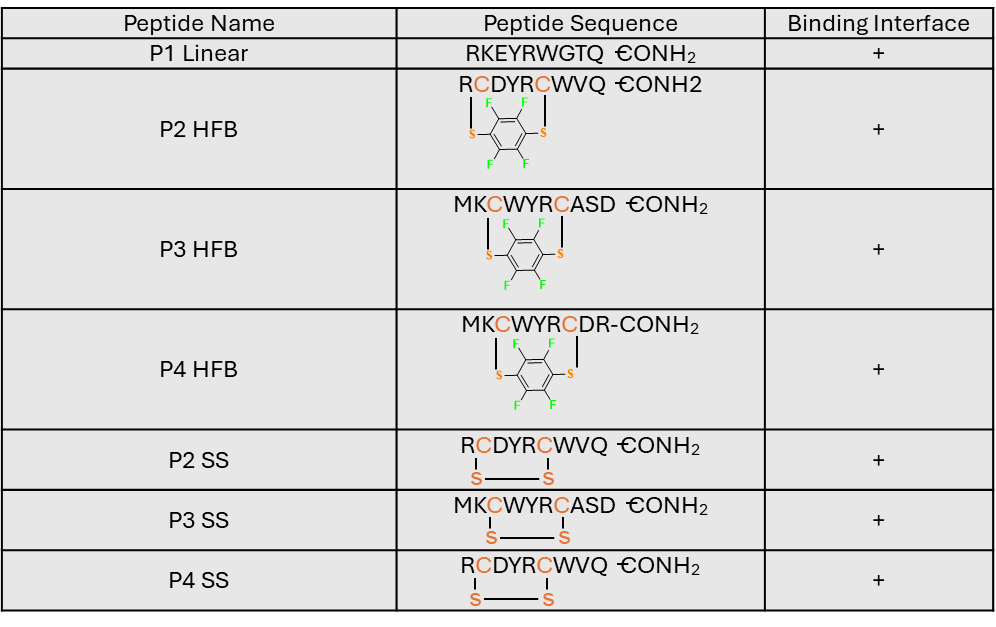 Peptide Name Peptide Sequence Binding Interface
P1 Linear RKEYRWGTQ -CONH₂ +
P2 HFB RCDYRCWVQ -CONH2 +
F F
S S
F F
P3 HFB MKCWYRCASD -CONH₂ +
F F
S S
F F
P4 HFB MKCWYRCDR-CONH₂ +
F F
S S
F F
P2 SS RCDYRCWVQ -CONH₂ +
S S
P3 SS MKCWYRCASD -CONH₂ +
S S
P4 SS RCDYRCWVQ -CONH₂ +
S S